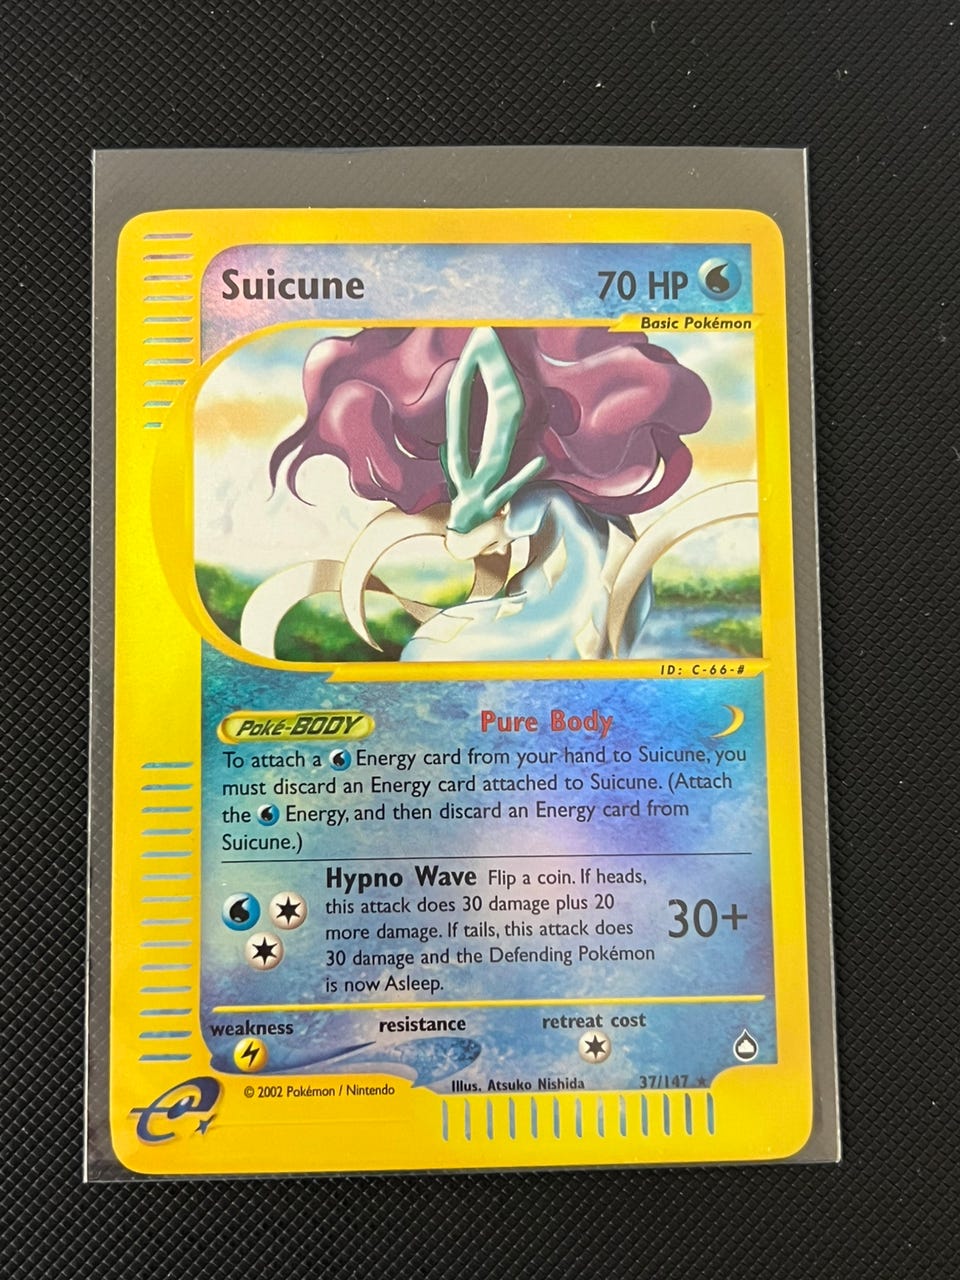 Suicune 70 HP
Basic Pokémon
ID: C-66-#
Poké-BODY Pure Body
To attach a Energy card from your hand to Suicune, you
must discard an Energy card attached to Suicune. (Attach
the Energy, and then discard an Energy card from
Suicune.)
Hypno Wave Flip a coin. If heads,
this attack does 30 damage plus 20
more damage. If tails, this attack does
30 damage and the Defending Pokémon
is now Asleep.
30+
weakness resistance retreat cost
© 2002 Pokémon / Nintendo Illus. Atsuko Nishida 37/147 ★
e